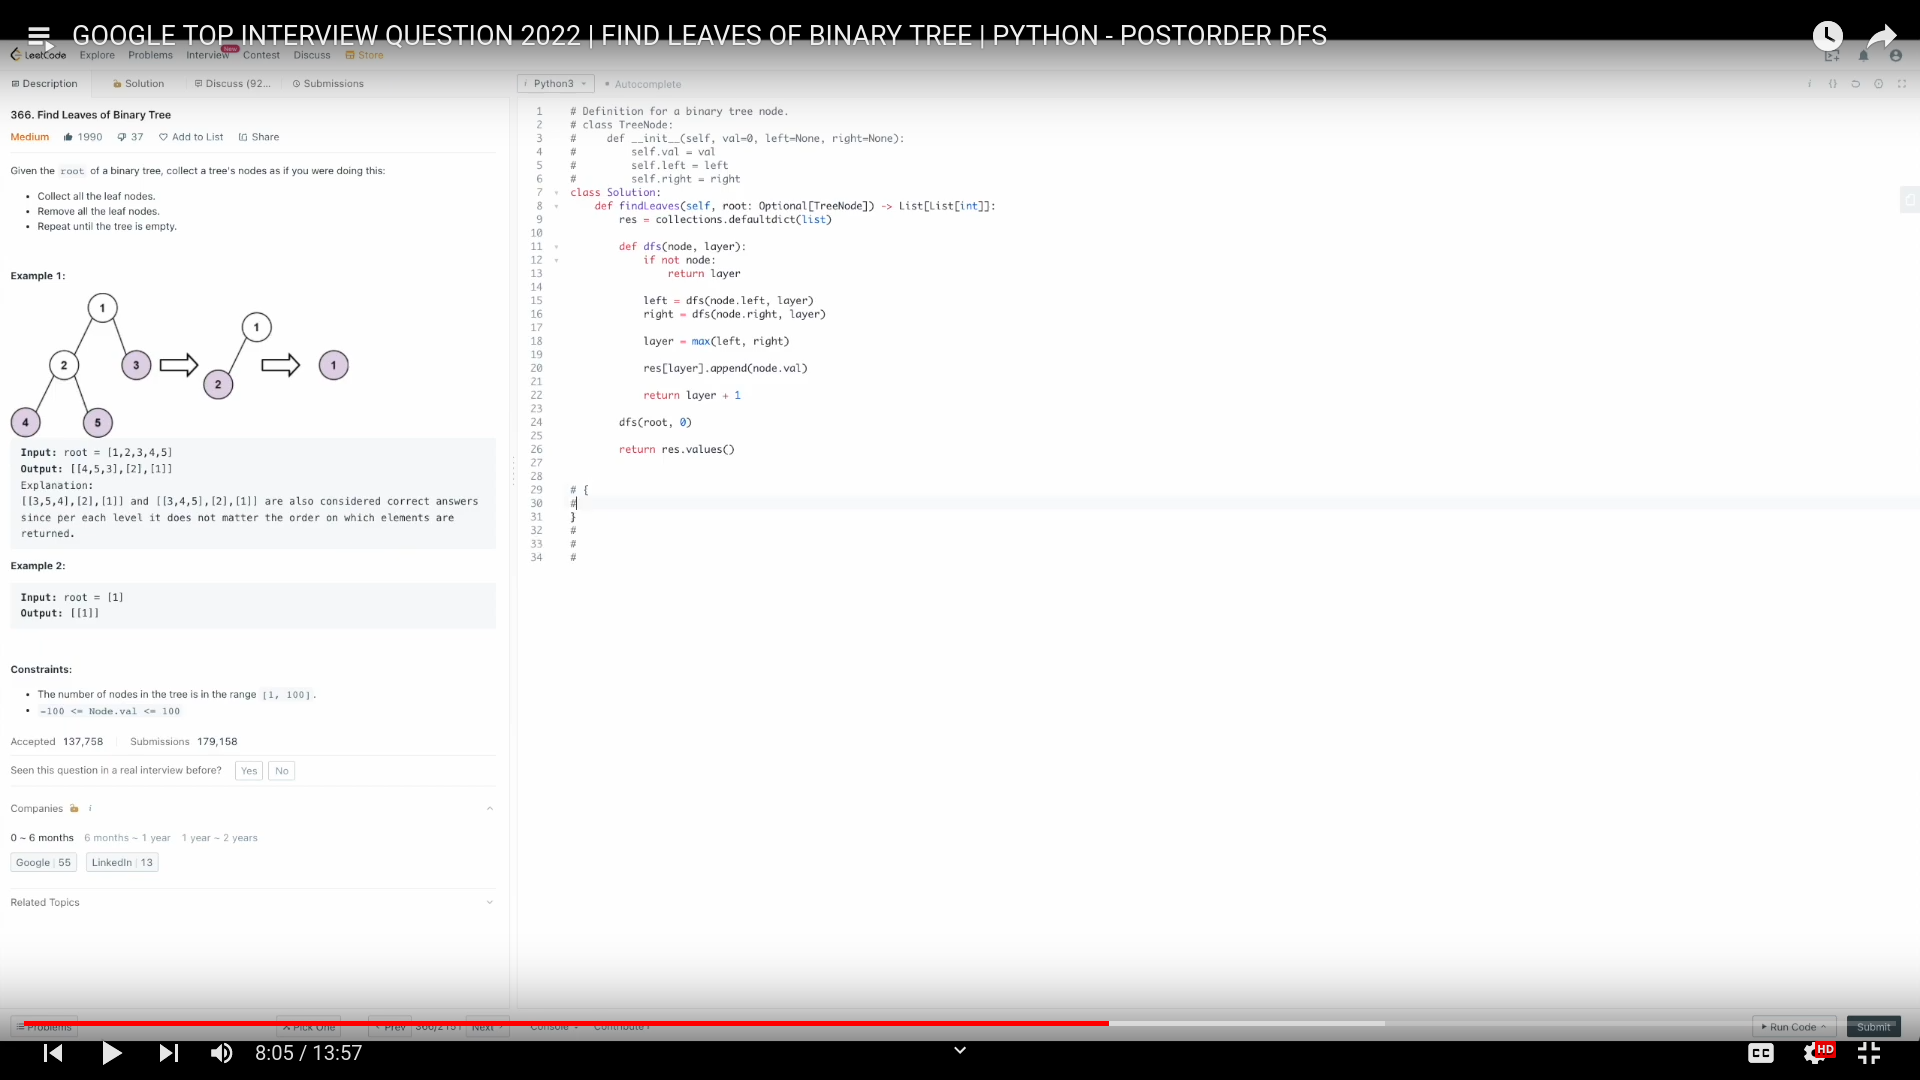 GOOGLE TOP INTERVIEW QUESTION 2022 | FIND LEAVES OF BINARY TREE | PYTHON - POSTORDER DFS
LeetCode Explore Problems Interview New Contest Discuss Store
Description Solution Discuss (92... Submissions
i Python3 • Autocomplete
i {}
366. Find Leaves of Binary Tree
Medium 1990 37 Add to List Share
Given the root of a binary tree, collect a tree's nodes as if you were doing this:
• Collect all the leaf nodes.
• Remove all the leaf nodes.
• Repeat until the tree is empty.
Example 1:
1
2
3
4
5
1
2
1
Input: root = [1,2,3,4,5]
Output: [[4,5,3],[2],[1]]
Explanation:
[[3,5,4],[2],[1]] and [[3,4,5],[2],[1]] are also considered correct answers
since per each level it does not matter the order on which elements are
returned.
Example 2:
Input: root = [1]
Output: [[1]]
Constraints:
• The number of nodes in the tree is in the range [1, 100].
• -100 <= Node.val <= 100
Accepted 137,758 Submissions 179,158
Seen this question in a real interview before? Yes No
Companies i
0 ~ 6 months 6 months ~ 1 year 1 year ~ 2 years
Google | 55 LinkedIn | 13
Related Topics
1 # Definition for a binary tree node.
2 # class TreeNode:
3 #     def __init__(self, val=0, left=None, right=None):
4 #         self.val = val
5 #         self.left = left
6 #         self.right = right
7 class Solution:
8     def findLeaves(self, root: Optional[TreeNode]) -> List[List[int]]:
9         res = collections.defaultdict(list)
10
11         def dfs(node, layer):
12             if not node:
13                 return layer
14
15             left = dfs(node.left, layer)
16             right = dfs(node.right, layer)
17
18             layer = max(left, right)
19
20             res[layer].append(node.val)
21
22             return layer + 1
23
24         dfs(root, 0)
25
26         return res.values()
27
28
29 # {
30 #
31 }
32 #
33 #
34 #
Problems Pick One < Prev 366/2151 Next > Console Contribute Run Code Submit
8:05 / 13:57 CC HD